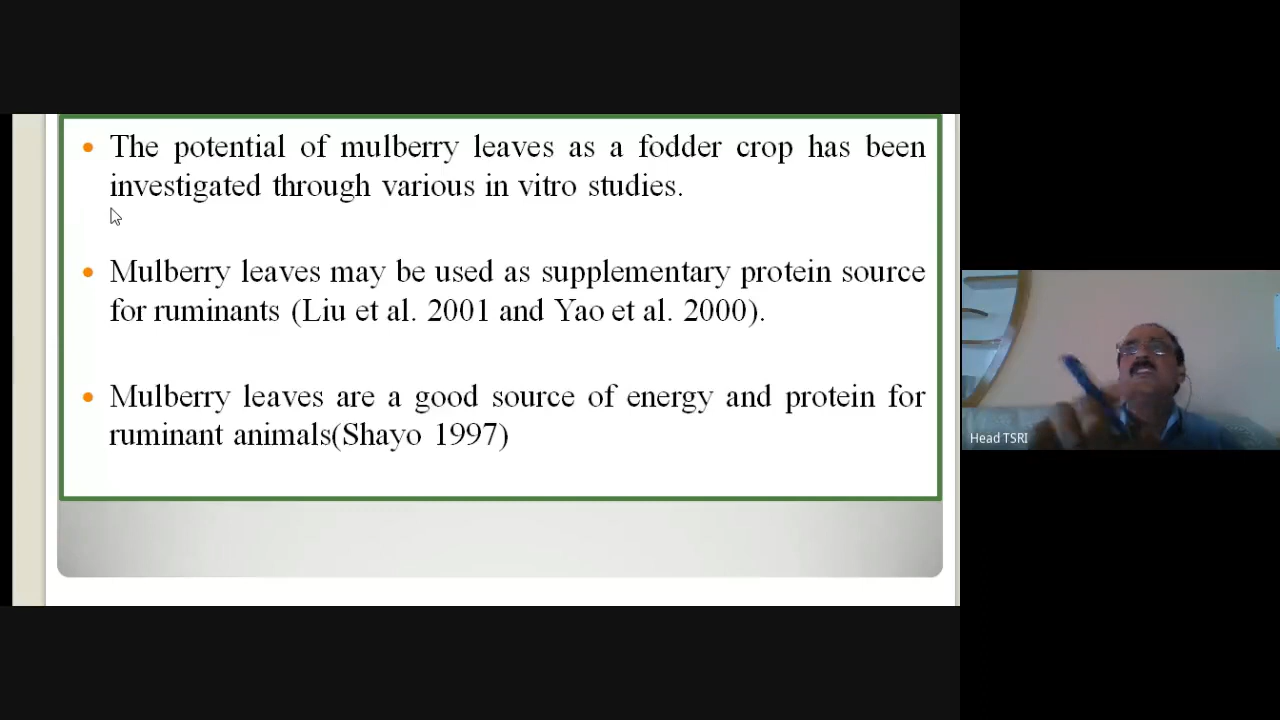 The potential of mulberry leaves as a fodder crop has been
investigated through various in vitro studies.
Mulberry leaves may be used as supplementary protein source
for ruminants (Liu et al. 2001 and Yao et al. 2000).
Mulberry leaves are a good source of energy and protein for
ruminant animals(Shayo 1997)
Head TSRI